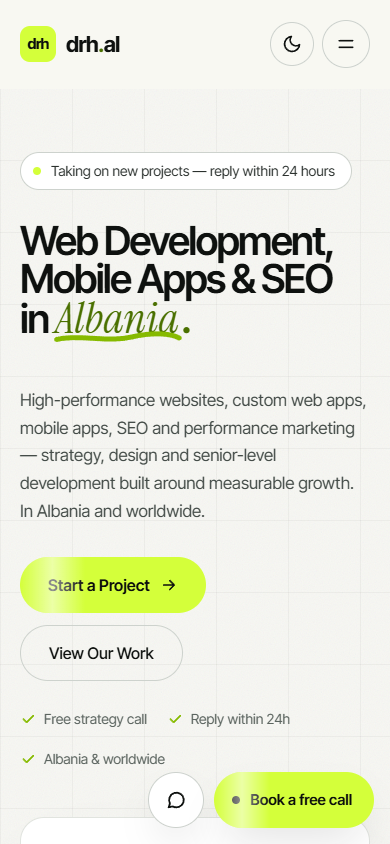 drh
drh.al
Taking on new projects — reply within 24 hours
Web Development,
Mobile Apps & SEO
in Albania.
High-performance websites, custom web apps,
mobile apps, SEO and performance marketing
— strategy, design and senior-level
development built around measurable growth.
In Albania and worldwide.
Start a Project →
View Our Work
Free strategy call
Reply within 24h
Albania & worldwide
Book a free call